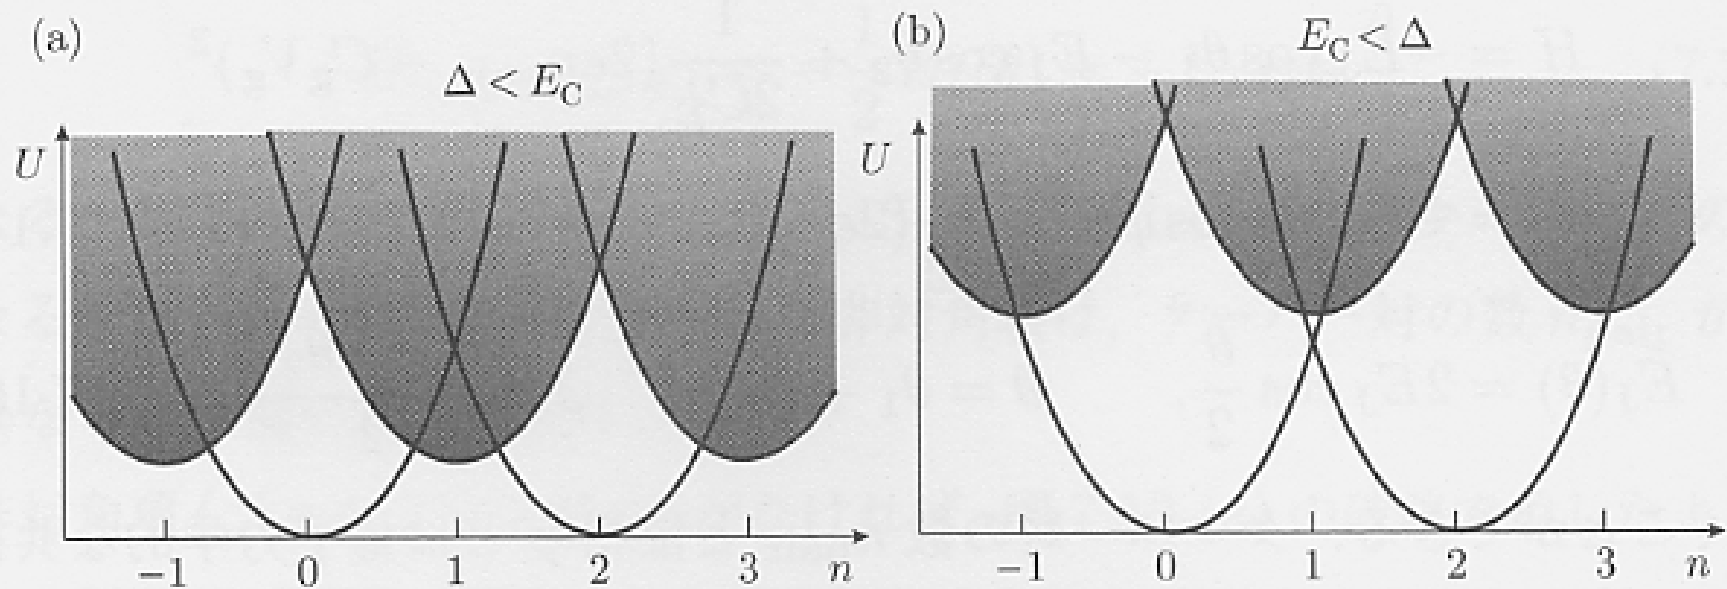 (a)
Δ < E_C
U
−1 0 1 2 3 n
(b)
E_C < Δ
U
−1 0 1 2 3 n